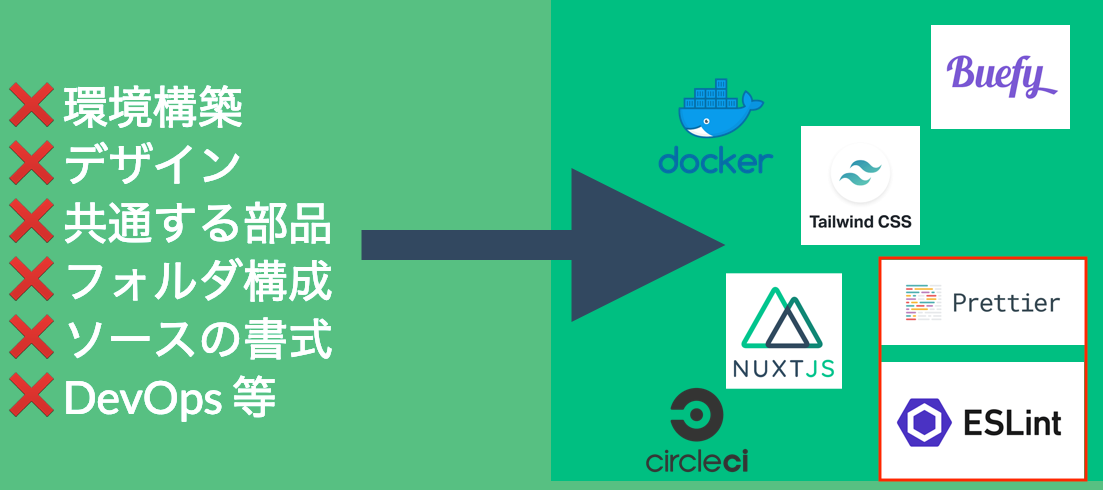 環境構築
デザイン
共通する部品
フォルダ構成
ソースの書式
DevOps 等
Buefy
docker
Tailwind CSS
Prettier
NUXTJS
ESLint
circleci